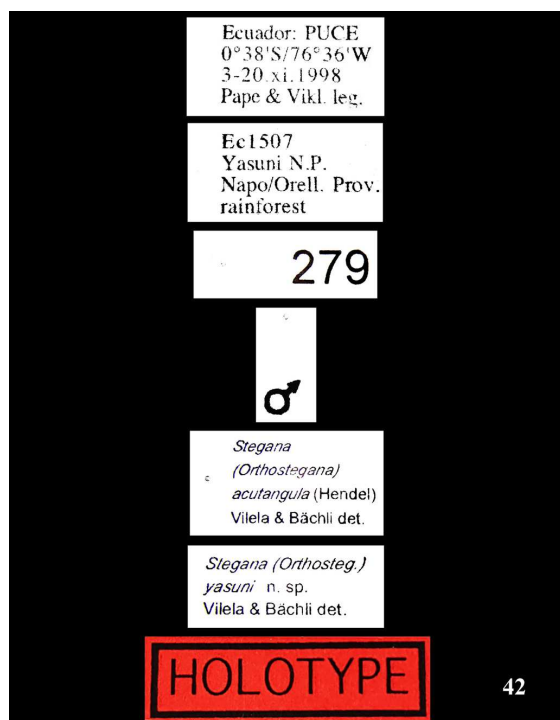 Ecuador: PUCE
0°38'S/76°36'W
3-20.xi.1998
Pape & Vikl. leg.
Ec1507
Yasuni N.P.
Napo/Orell. Prov.
rainforest
279
♂
Stegana
(Orthostegana)
acutangula (Hendel)
Vilela & Bächli det.
Stegana (Orthosteg.)
yasuni n. sp.
Vilela & Bächli det.
HOLOTYPE
42